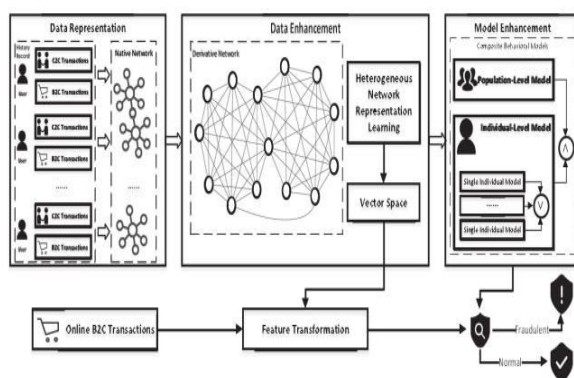 Data Representation
Data Enhancement
Model Enhancement
History
Record
Native Network
C2C Transactions
User
B2C Transactions
C2C Transactions
User
B2C Transactions
......
......
C2C Transactions
User
B2C Transactions
Derivative Network
Heterogeneous
Network
Representation
Learning
Vector Space
Composite Behavioral Models
Population-Level Model
Individual-Level Model
Single Individual Model
......
Single Individual Model
Λ
V
Online B2C Transactions
Feature Transformation
Fraudulent
Normal